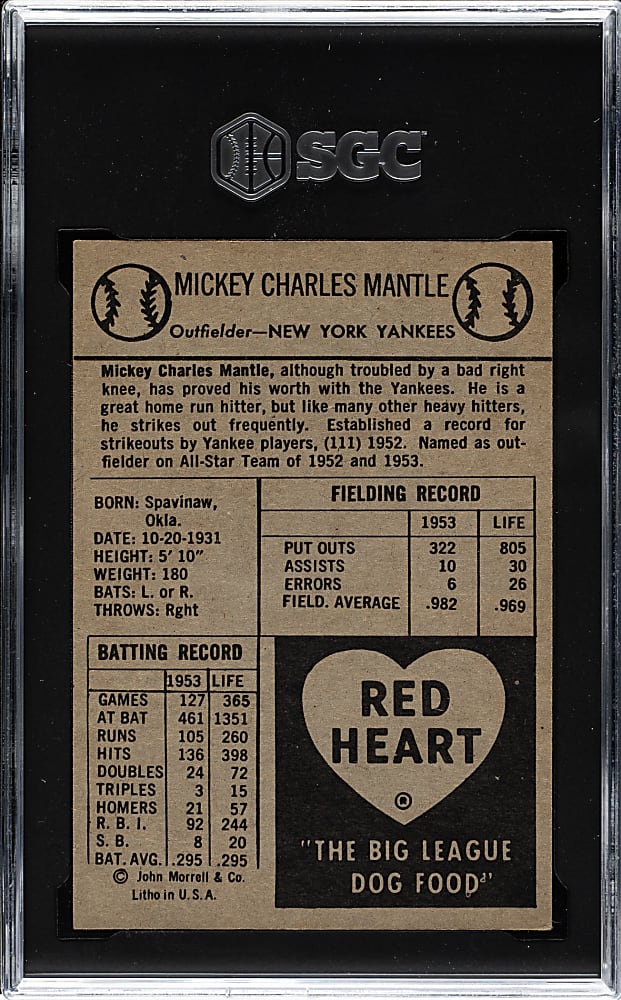 SGC
MICKEY CHARLES MANTLE
Outfielder—NEW YORK YANKEES
Mickey Charles Mantle, although troubled by a bad right
knee, has proved his worth with the Yankees. He is a
great home run hitter, but like many other heavy hitters,
he strikes out frequently. Established a record for
strikeouts by Yankee players, (111) 1952. Named as out-
fielder on All-Star Team of 1952 and 1953.
BORN: Spavinaw,
Okla.
DATE: 10-20-1931
HEIGHT: 5' 10"
WEIGHT: 180
BATS: L. or R.
THROWS: Rght
FIELDING RECORD
1953 LIFE
PUT OUTS 322 805
ASSISTS 10 30
ERRORS 6 26
FIELD. AVERAGE .982 .969
BATTING RECORD
1953 LIFE
GAMES 127 365
AT BAT 461 1351
RUNS 105 260
HITS 136 398
DOUBLES 24 72
TRIPLES 3 15
HOMERS 21 57
R. B. I. 92 244
S. B. 8 20
BAT. AVG. .295 .295
© John Morrell & Co.
Litho in U.S.A.
RED
HEART
®
"THE BIG LEAGUE
DOG FOOD"